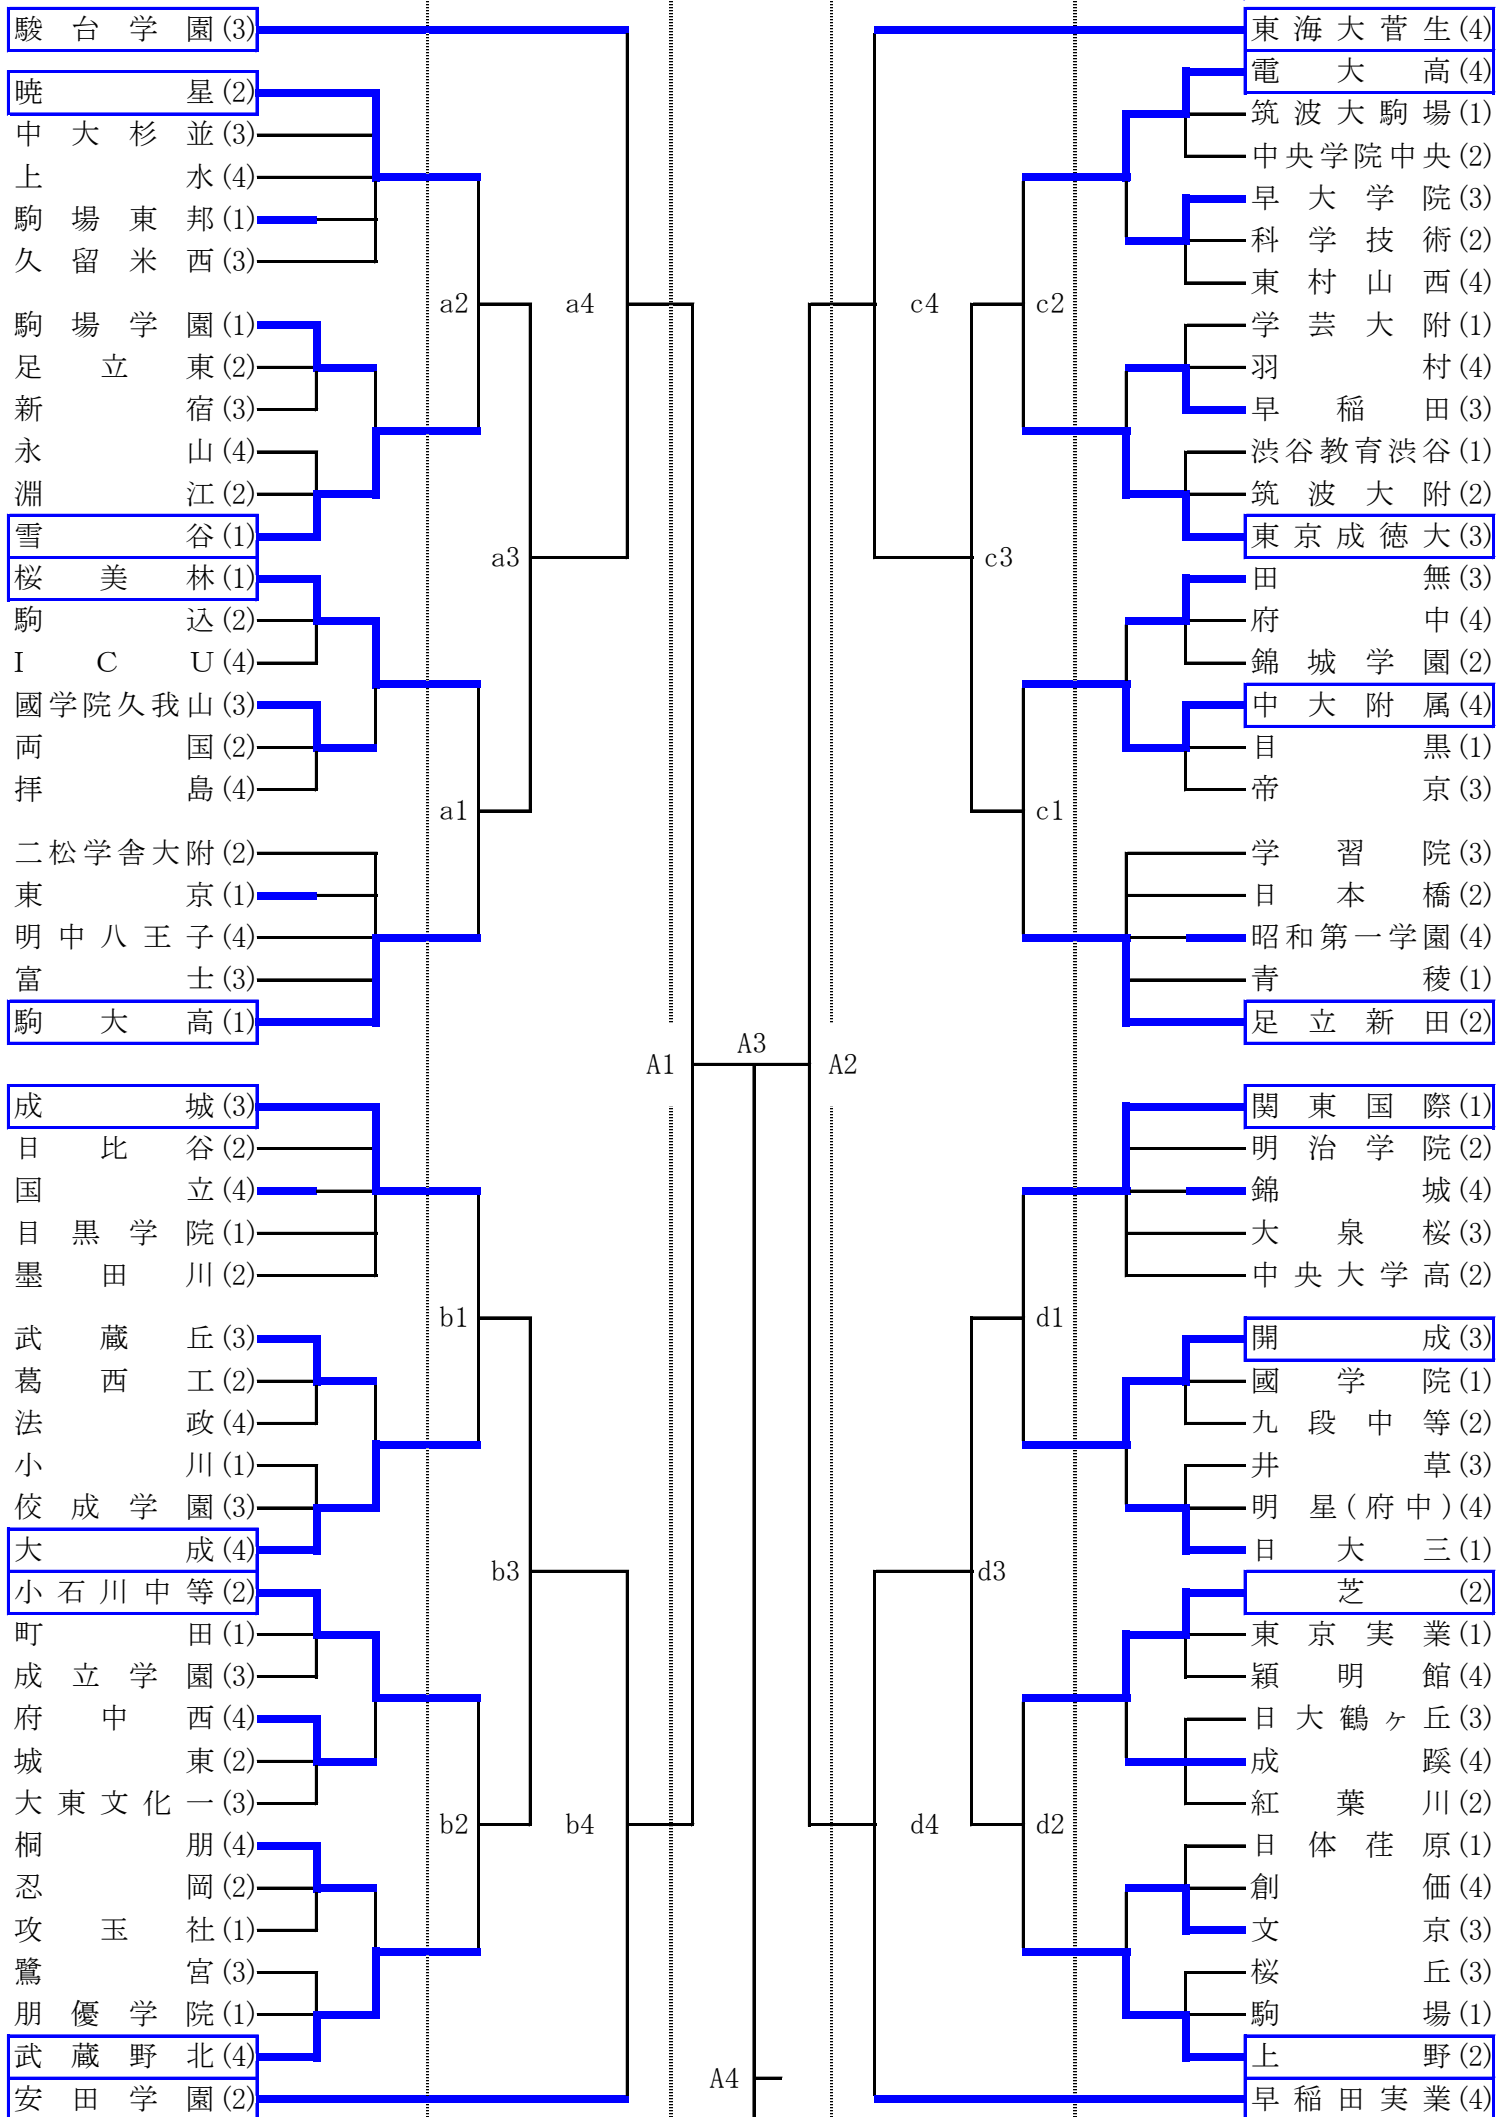 駿台学園(3)
暁星(2)
中大杉並(3)
上水(4)
駒場東邦(1)
久留米西(3)
駒場学園(1)
足立東(2)
新宿(3)
永山(4)
淵江(2)
雪谷(1)
桜美林(1)
駒込(2)
ICU(4)
國学院久我山(3)
両国(2)
拝島(4)
二松学舎大附(2)
東京(1)
明中八王子(4)
富士(3)
駒大高(1)
成城(3)
日比谷(2)
国立(4)
目黒学院(1)
墨田川(2)
武蔵丘(3)
葛西工(2)
法政(4)
小川(1)
佼成学園(3)
大成(4)
小石川中等(2)
町田(1)
成立学園(3)
府中西(4)
城東(2)
大東文化一(3)
桐朋(4)
忍岡(2)
攻玉社(1)
鷺宮(3)
朋優学院(1)
武蔵野北(4)
安田学園(2)
a2
a4
a3
a1
b1
b3
b2
b4
A1
A3
A2
A4
c4
c2
c3
c1
d1
d3
d4
d2
東海大菅生(4)
電大高(4)
筑波大駒場(1)
中央学院中央(2)
早大学院(3)
科学技術(2)
東村山西(4)
学芸大附(1)
羽村(4)
早稲田(3)
渋谷教育渋谷(1)
筑波大附(2)
東京成徳大(3)
田無(3)
府中(4)
錦城学園(2)
中大附属(4)
目黒(1)
帝京(3)
学習院(3)
日本橋(2)
昭和第一学園(4)
青稜(1)
足立新田(2)
関東国際(1)
明治学院(2)
錦城(4)
大泉桜(3)
中央大学高(2)
開成(3)
國学院(1)
九段中等(2)
井草(3)
明星(府中)(4)
日大三(1)
芝(2)
東京実業(1)
穎明館(4)
日大鶴ヶ丘(3)
成蹊(4)
紅葉川(2)
日体荏原(1)
創価(4)
文京(3)
桜丘(3)
駒場(1)
上野(2)
早稲田実業(4)